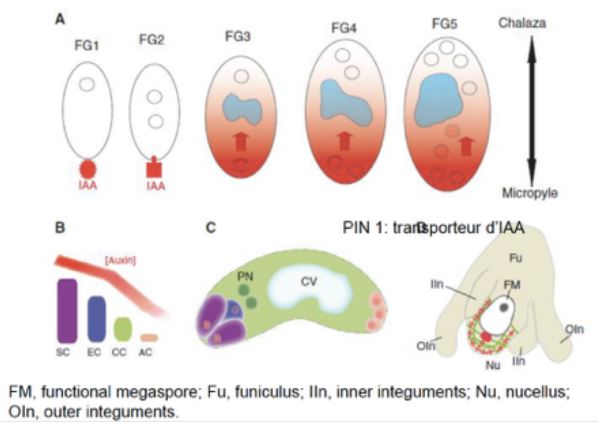 A
FG1
FG2
FG3
FG4
FG5
Chalaza
IAA
IAA
Micropyle
B
[Auxin]
SC EC CC AC
C
PN
CV
PIN 1: transporteur d'IAA
Fu
IIn
FM
OIn
OIn
Nu
IIn
FM, functional megaspore; Fu, funiculus; IIn, inner integuments; Nu, nucellus;
OIn, outer integuments.